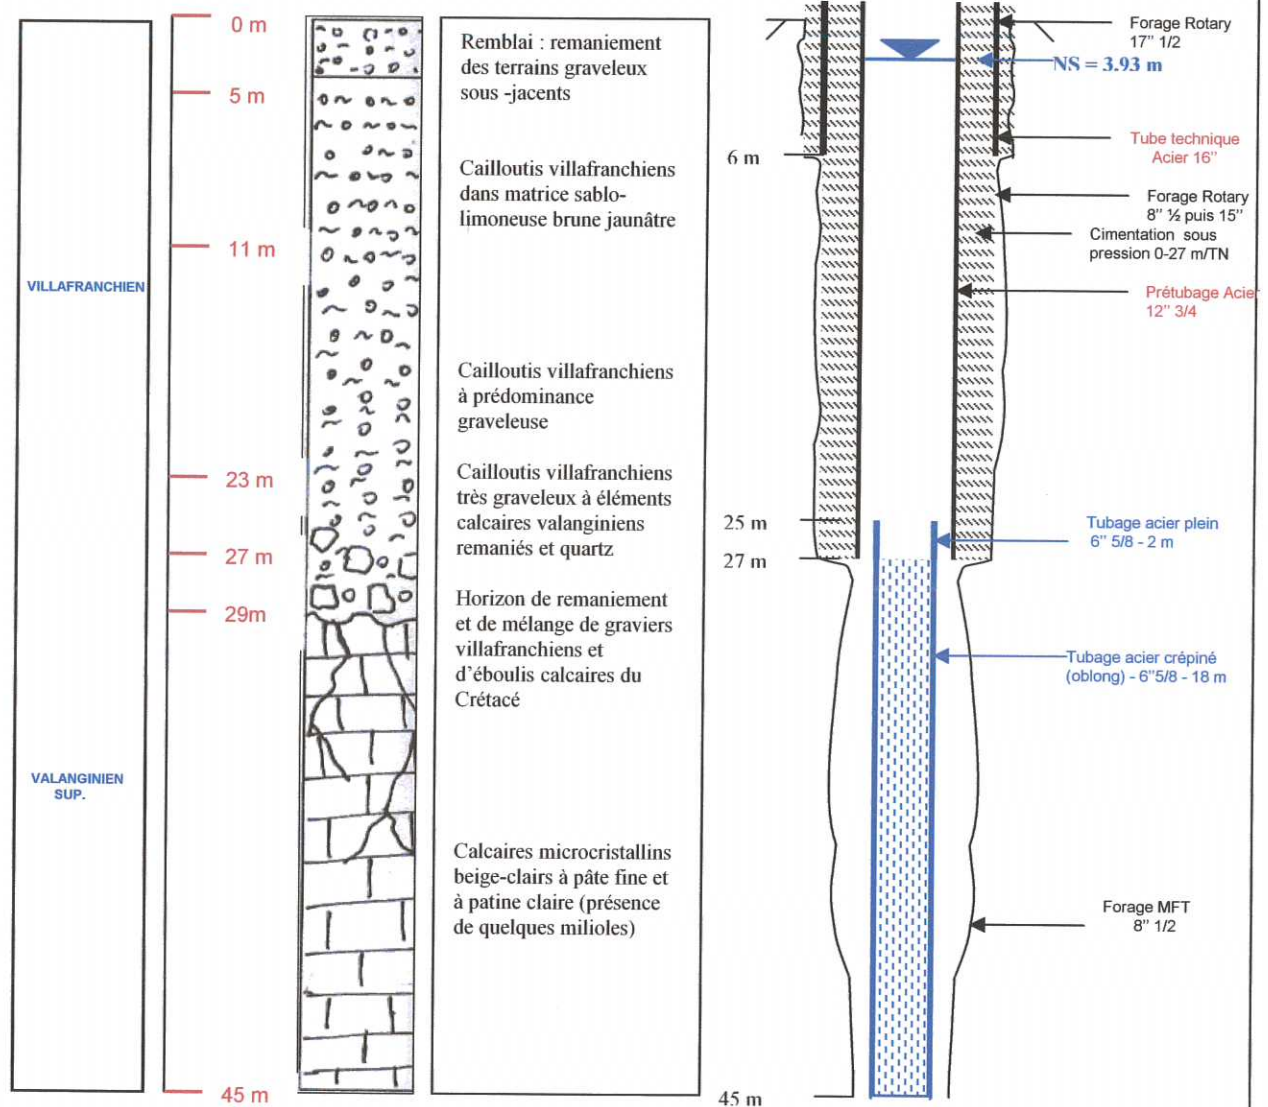 VILLAFRANCHIEN
VALANGINIEN
SUP.
0 m
5 m
11 m
23 m
27 m
29m
45 m
Remblai : remaniement
des terrains graveleux
sous -jacents
Cailloutis villafranchiens
dans matrice sablo-
limoneuse brune jaunâtre
Cailloutis villafranchiens
à prédominance
graveleuse
Cailloutis villafranchiens
très graveleux à éléments
calcaires valanginiens
remaniés et quartz
Horizon de remaniement
et de mélange de graviers
villafranchiens et
d'éboulis calcaires du
Crétacé
Calcaires microcristallins
beige-clairs à pâte fine et
à patine claire (présence
de quelques milioles)
6 m
25 m
27 m
45 m
Forage Rotary
17" 1/2
NS = 3.93 m
Tube technique
Acier 16"
Forage Rotary
8" ½ puis 15"
Cimentation sous
pression 0-27 m/TN
Prétubage Acier
12" 3/4
Tubage acier plein
6" 5/8 - 2 m
Tubage acier crépiné
(oblong) - 6"5/8 - 18 m
Forage MFT
8" 1/2